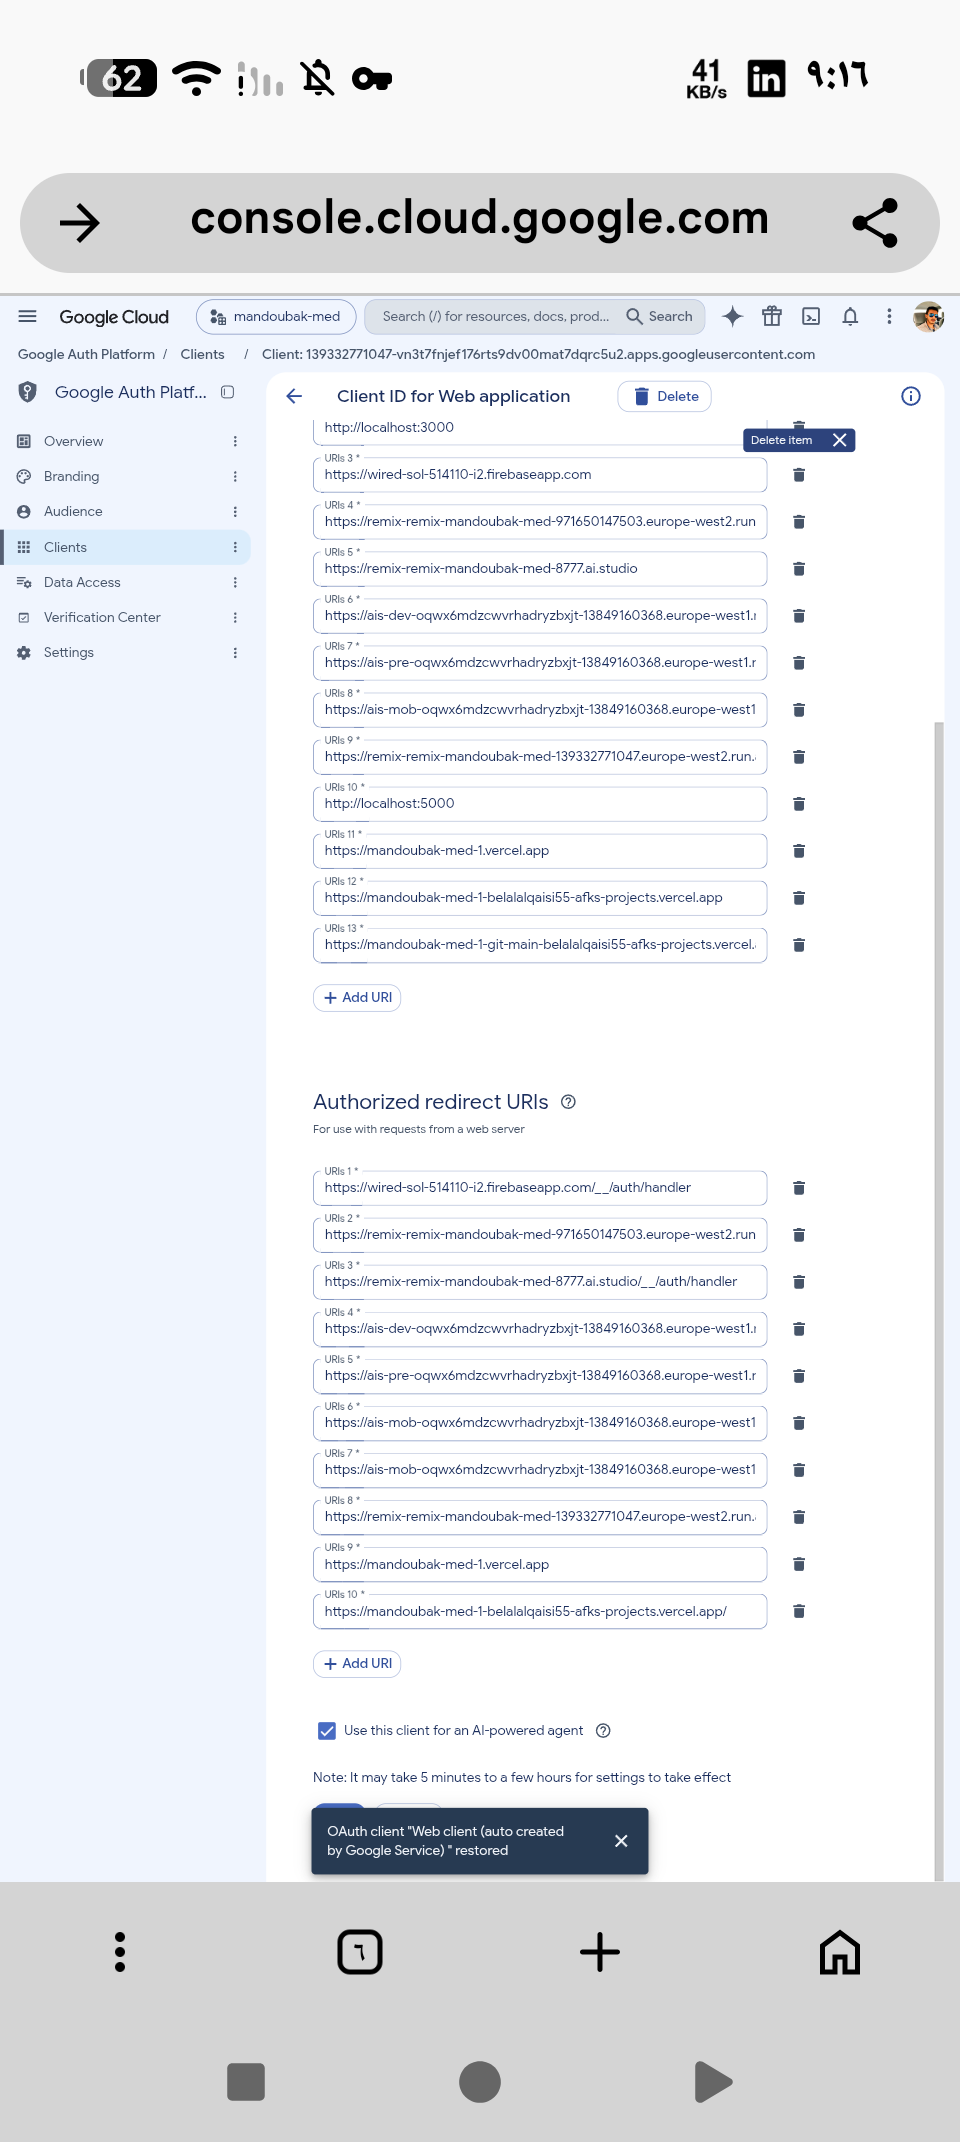 62
41
KB/s
in
٩:١٦
console.cloud.google.com
Google Cloud
mandoubak-med
Search (/) for resources, docs, prod...
Search
Google Auth Platform / Clients / Client: 139332771047-vn3t7fnjef176rts9dv00mat7dqrc5u2.apps.googleusercontent.com
Google Auth Platf...
Client ID for Web application
Delete
Overview
Branding
Audience
Clients
Data Access
Verification Center
Settings
http://localhost:3000
Delete item
URIs 3 *
https://wired-sol-514110-i2.firebaseapp.com
URIs 4 *
https://remix-remix-mandoubak-med-971650147503.europe-west2.run
URIs 5 *
https://remix-remix-mandoubak-med-8777.ai.studio
URIs 6 *
https://ais-dev-oqwx6mdzcwvrhadryzbxjt-13849160368.europe-west1.r
URIs 7 *
https://ais-pre-oqwx6mdzcwvrhadryzbxjt-13849160368.europe-west1.r
URIs 8 *
https://ais-mob-oqwx6mdzcwvrhadryzbxjt-13849160368.europe-west1
URIs 9 *
https://remix-remix-mandoubak-med-139332771047.europe-west2.run.
URIs 10 *
http://localhost:5000
URIs 11 *
https://mandoubak-med-1.vercel.app
URIs 12 *
https://mandoubak-med-1-belalalqaisi55-afks-projects.vercel.app
URIs 13 *
https://mandoubak-med-1-git-main-belalalqaisi55-afks-projects.vercel.
+ Add URI
Authorized redirect URIs
For use with requests from a web server
URIs 1 *
https://wired-sol-514110-i2.firebaseapp.com/__/auth/handler
URIs 2 *
https://remix-remix-mandoubak-med-971650147503.europe-west2.run
URIs 3 *
https://remix-remix-mandoubak-med-8777.ai.studio/__/auth/handler
URIs 4 *
https://ais-dev-oqwx6mdzcwvrhadryzbxjt-13849160368.europe-west1.r
URIs 5 *
https://ais-pre-oqwx6mdzcwvrhadryzbxjt-13849160368.europe-west1.r
URIs 6 *
https://ais-mob-oqwx6mdzcwvrhadryzbxjt-13849160368.europe-west1
URIs 7 *
https://ais-mob-oqwx6mdzcwvrhadryzbxjt-13849160368.europe-west1
URIs 8 *
https://remix-remix-mandoubak-med-139332771047.europe-west2.run.
URIs 9 *
https://mandoubak-med-1.vercel.app
URIs 10 *
https://mandoubak-med-1-belalalqaisi55-afks-projects.vercel.app/
+ Add URI
Use this client for an AI-powered agent
Note: It may take 5 minutes to a few hours for settings to take effect
OAuth client "Web client (auto created
by Google Service) " restored
٦